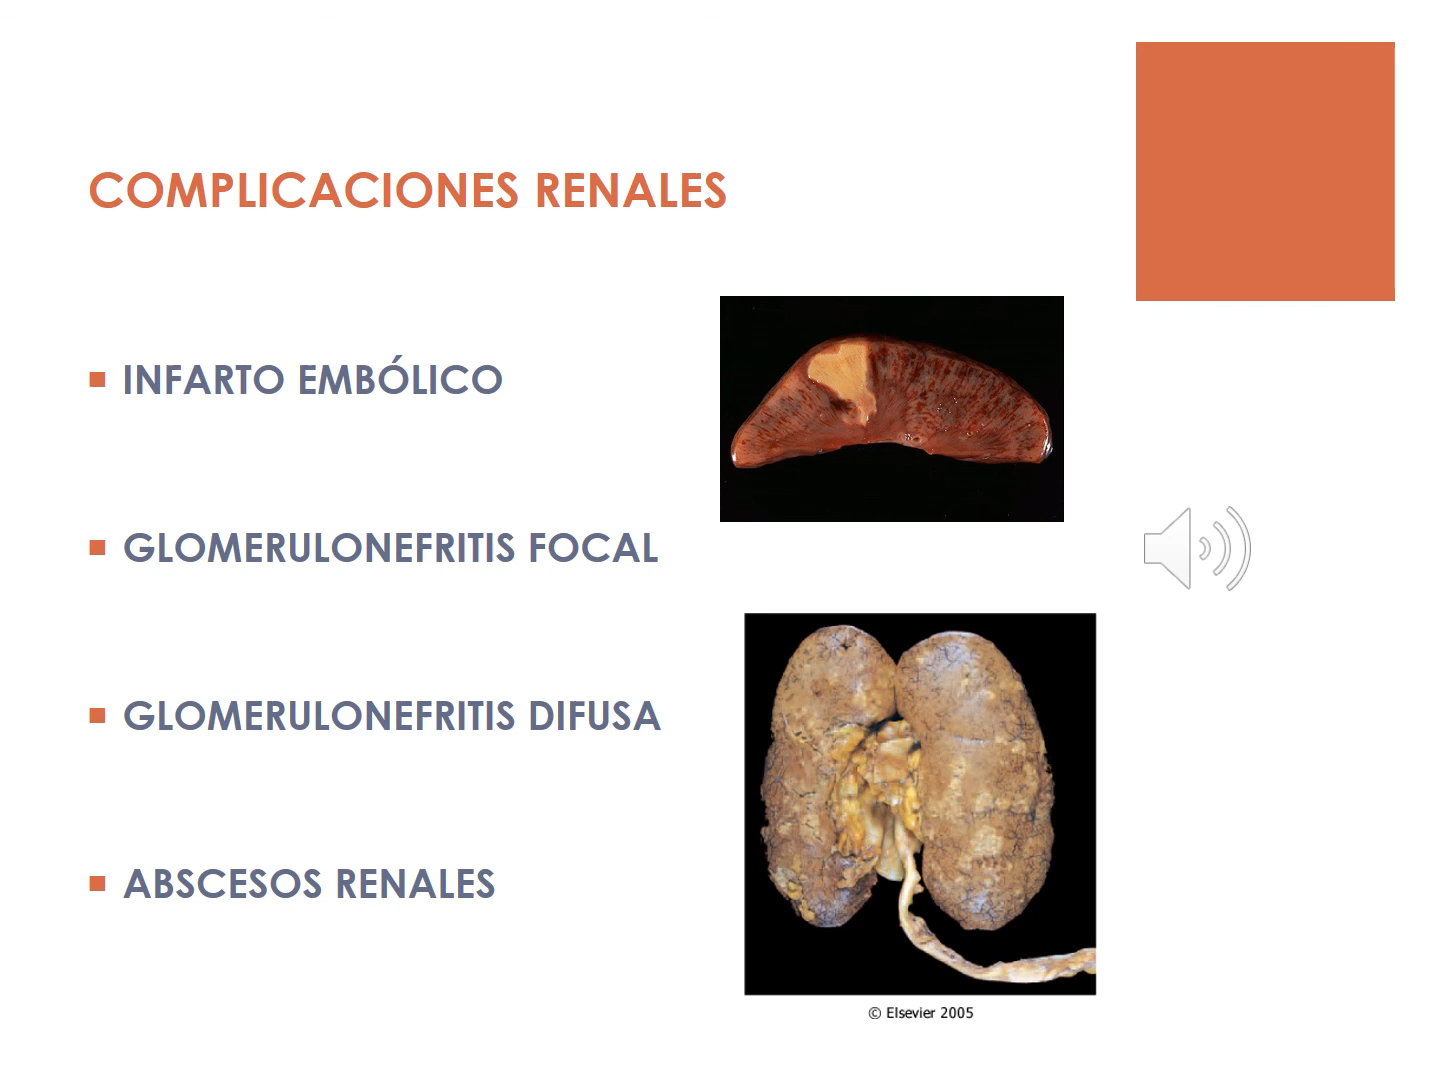 COMPLICACIONES RENALES
INFARTO EMBÓLICO
GLOMERULONEFRITIS FOCAL
GLOMERULONEFRITIS DIFUSA
ABSCESOS RENALES
© Elsevier 2005